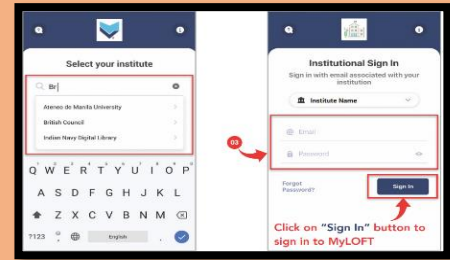 Select your institute
Br
Ateneo de Manila University
British Council
Indian Navy Digital Library
Q W E R T Y U I O P
A S D F G H J K L
Z X C V B N M
?123 , English .
Institutional Sign In
Sign in with email associated with your
institution
Institute Name
03
Email
Password
Forgot
Password?
Sign In
Click on "Sign In" button to
sign in to MyLOFT